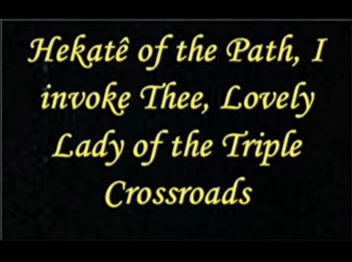 Hekatê of the Path, I
invoke Thee, Lovely
Lady of the Triple
Crossroads